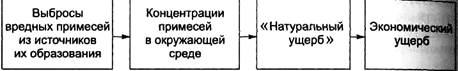 Выбросы
вредных примесей
из источников
их образования
Концентрации
примесей
в окружающей
среде
«Натуральный
ущерб»
Экономический
ущерб